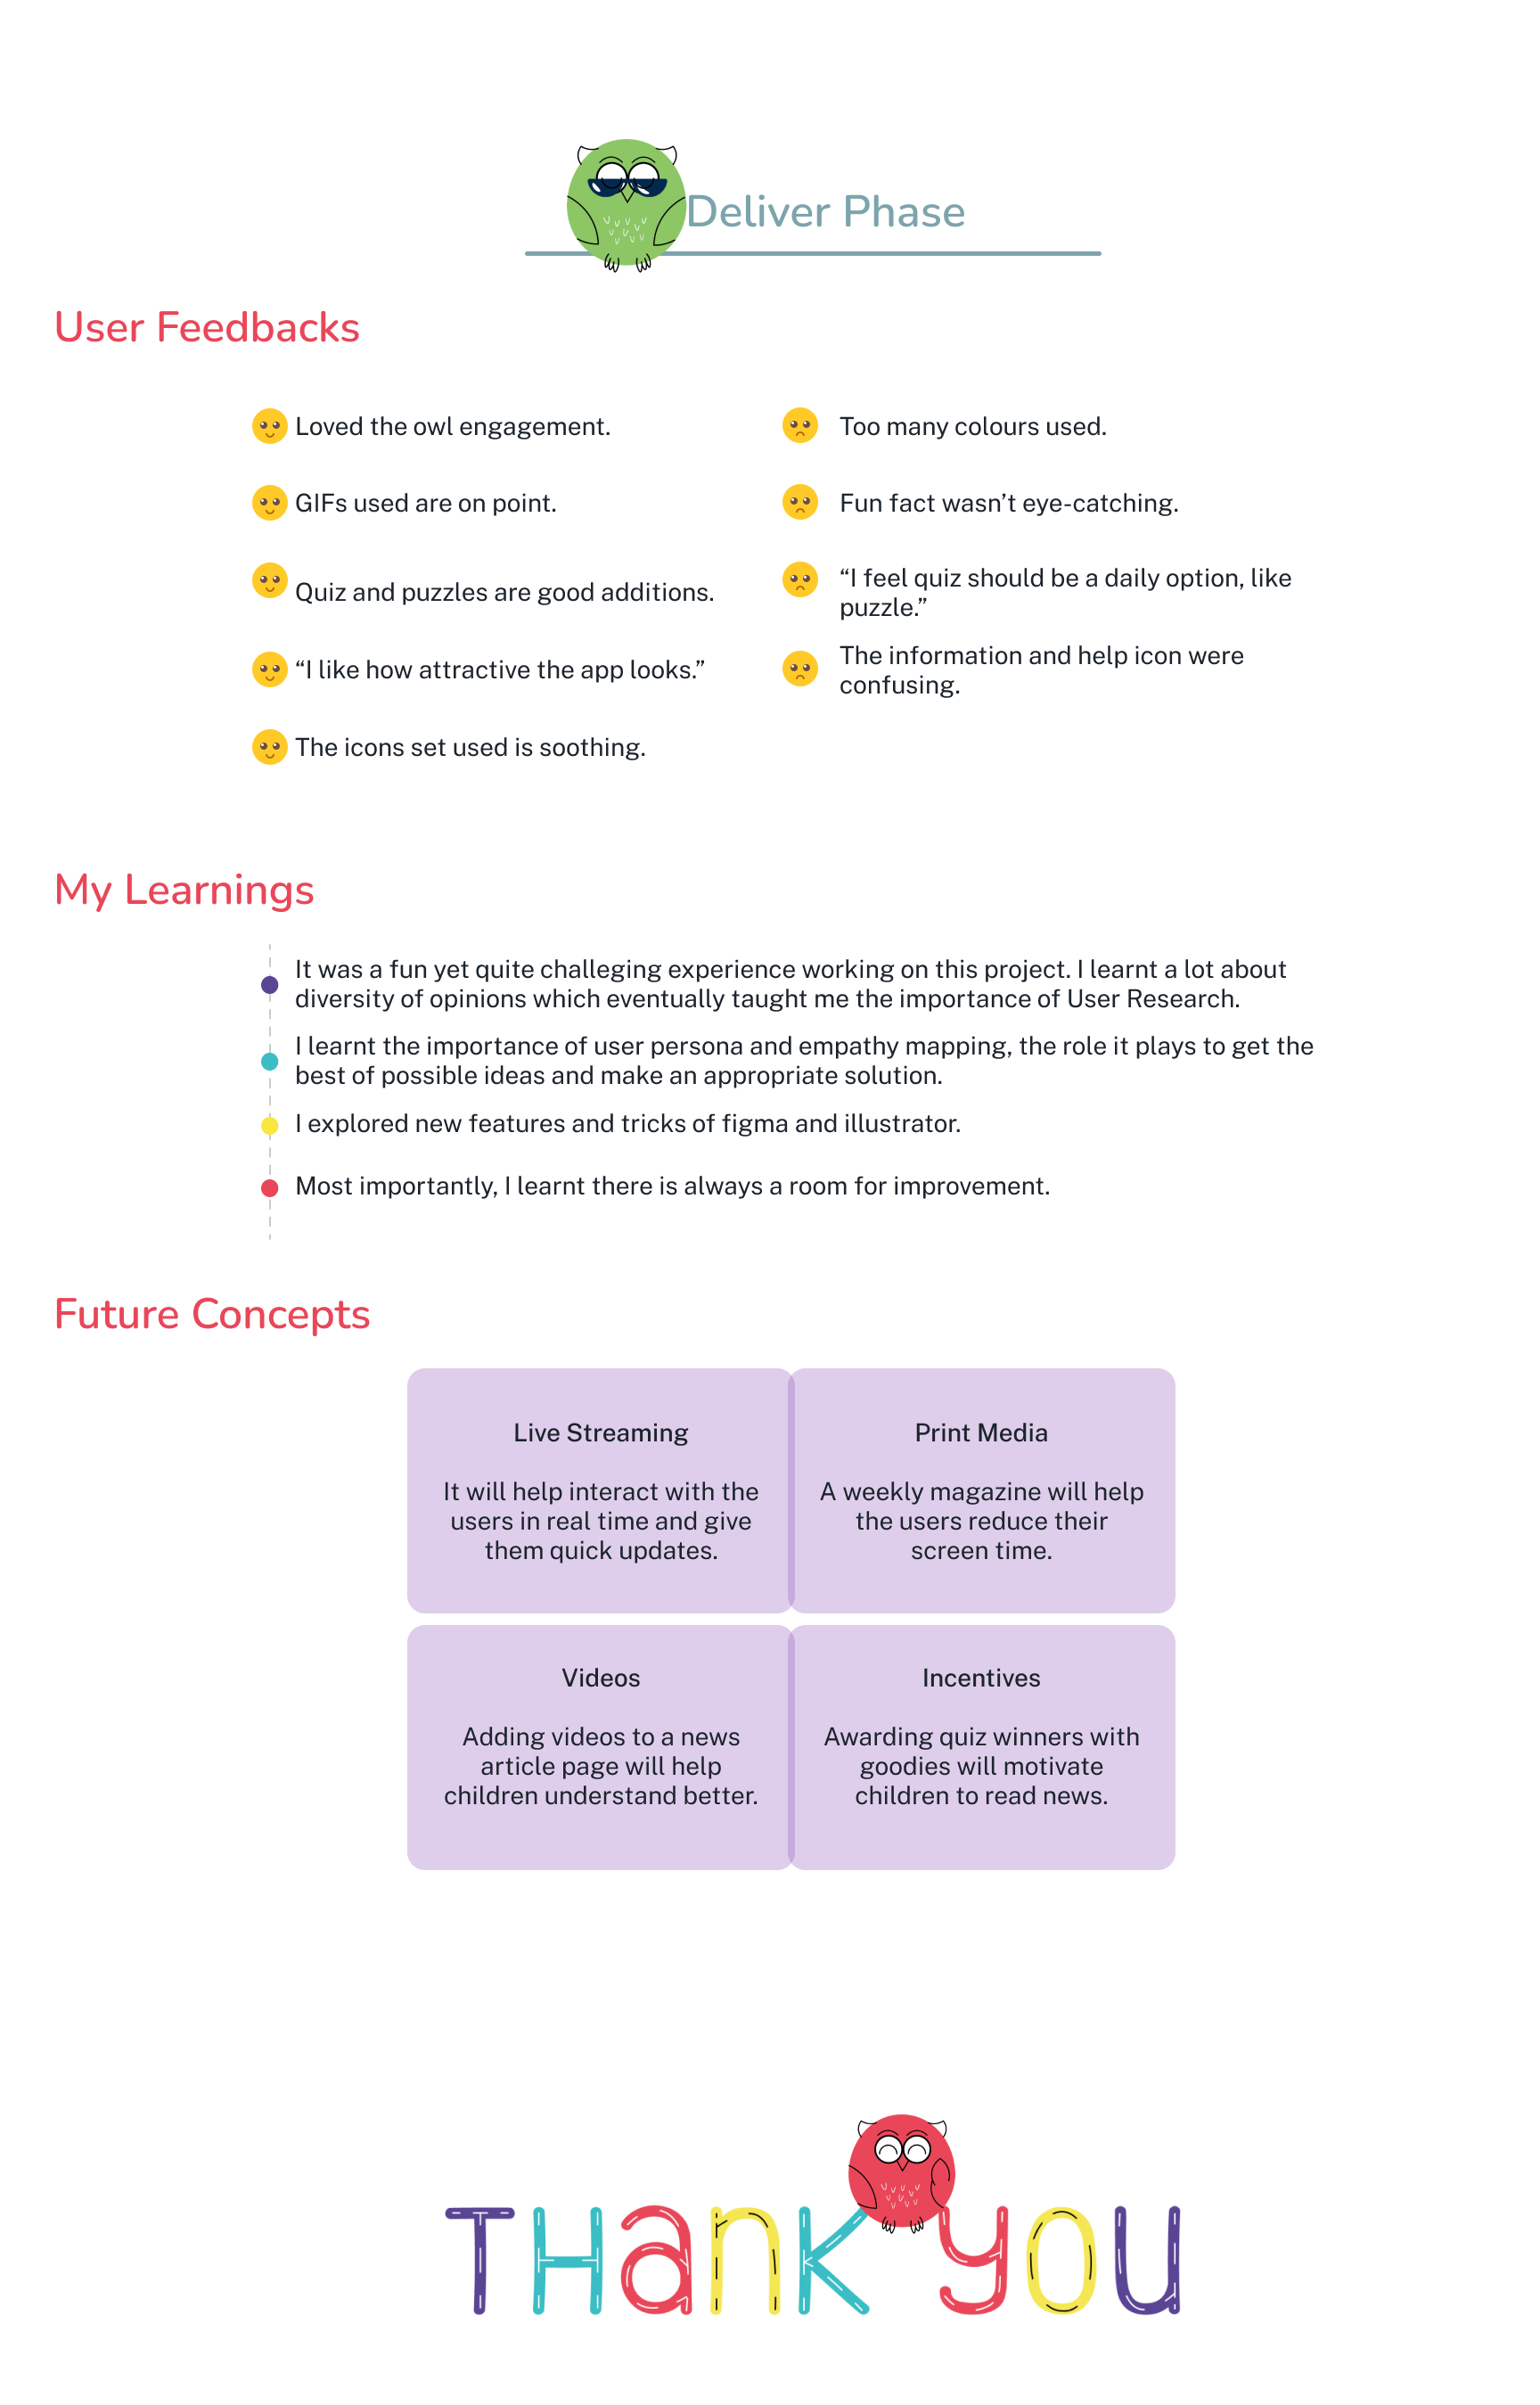 Deliver Phase
User Feedbacks
Loved the owl engagement.
GIFs used are on point.
Quiz and puzzles are good additions.
“I like how attractive the app looks.”
The icons set used is soothing.
Too many colours used.
Fun fact wasn’t eye-catching.
“I feel quiz should be a daily option, like
puzzle.”
The information and help icon were
confusing.
My Learnings
It was a fun yet quite challeging experience working on this project. I learnt a lot about
diversity of opinions which eventually taught me the importance of User Research.
I learnt the importance of user persona and empathy mapping, the role it plays to get the
best of possible ideas and make an appropriate solution.
I explored new features and tricks of figma and illustrator.
Most importantly, I learnt there is always a room for improvement.
Future Concepts
Live Streaming
It will help interact with the
users in real time and give
them quick updates.
Print Media
A weekly magazine will help
the users reduce their
screen time.
Videos
Adding videos to a news
article page will help
children understand better.
Incentives
Awarding quiz winners with
goodies will motivate
children to read news.
THank you